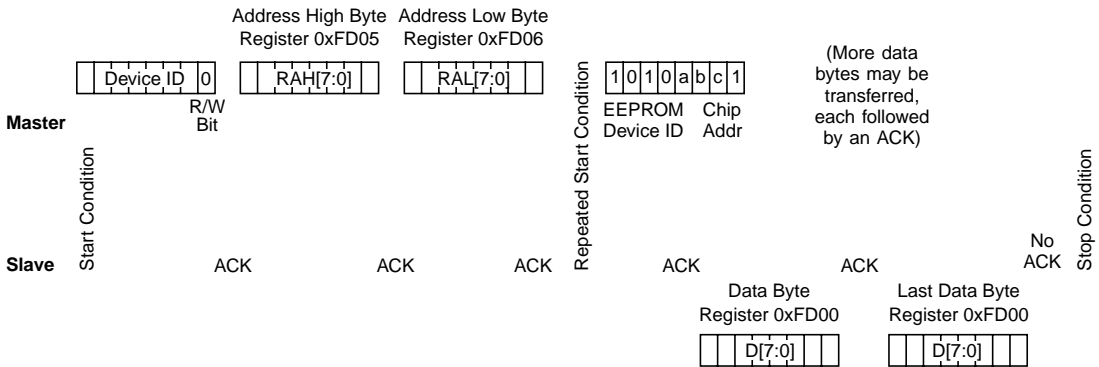 Address High Byte
Register 0xFD05
Address Low Byte
Register 0xFD06
Device ID 0
R/W
Bit
RAH[7:0]
RAL[7:0]
Repeated Start Condition
1 0 1 0 a b c 1
EEPROM
Device ID
Chip
Addr
(More data
bytes may be
transferred,
each followed
by an ACK)
Master
Start Condition
Stop Condition
Slave
ACK
ACK
ACK
ACK
ACK
No
ACK
Data Byte
Register 0xFD00
D[7:0]
Last Data Byte
Register 0xFD00
D[7:0]